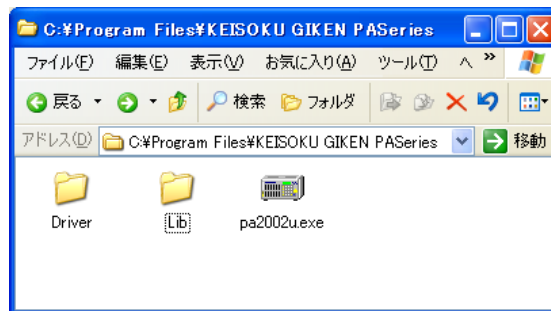 C:¥Program Files¥KEISOKU GIKEN PASeries
ファイル(F) 編集(E) 表示(V) お気に入り(A) ツール(T) »
戻る 検索 フォルダ
アドレス(D) C:¥Program Files¥KEISOKU GIKEN PASeries 移動
Driver Lib pa2002u.exe